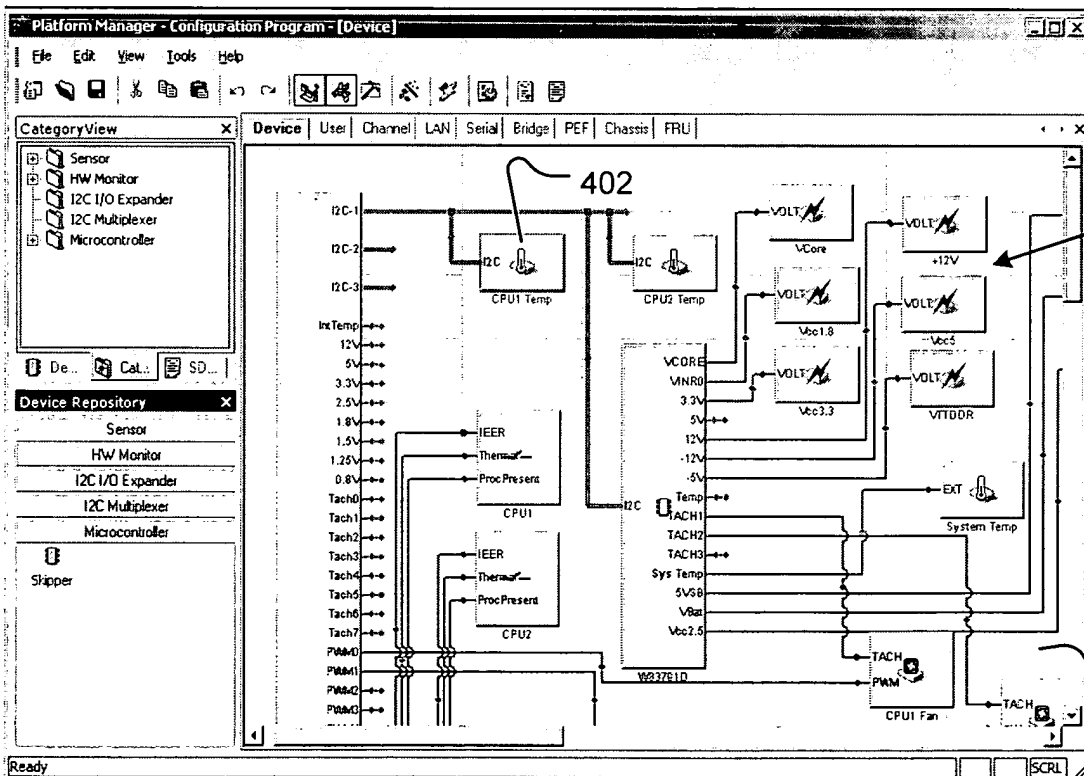 Platform Manager - Configuration Program - [Device]
File Edit View Tools Help
CategoryView X
Sensor
HW Monitor
I2C I/O Expander
I2C Multiplexer
Microcontroller
De... Cat... SD...
Device Repository X
Sensor
HW Monitor
I2C I/O Expander
I2C Multiplexer
Microcontroller
Skipper
Device User Channel LAN Serial Bridge PEF Chassis FRU
402
I2C-1
I2C-2
I2C-3
IntTemp
12V
5V
3.3V
2.5V
1.8V
1.5V
1.25V
0.8V
Tach0
Tach1
Tach2
Tach3
Tach4
Tach5
Tach6
Tach7
PWM0
PWM1
PWM2
PWM3
I2C
CPU1 Temp
I2C
CPU2 Temp
VOLT
VCore
VOLT
+12V
VOLT
Vcc1.8
VOLT
Vcc5
VOLT
Vcc3.3
VOLT
VTTDDR
IEER
Thermal
ProcPresent
CPU1
IEER
Thermal
ProcPresent
CPU2
I2C
VCORE
VINR0
3.3V
5V
12V
-12V
-5V
Temp
TACH1
TACH2
TACH3
Sys Temp
5VSB
VBat
Vcc2.5
W83791D
EXT
System Temp
TACH
PWM
CPU1 Fan
TACH
Ready
SCRL